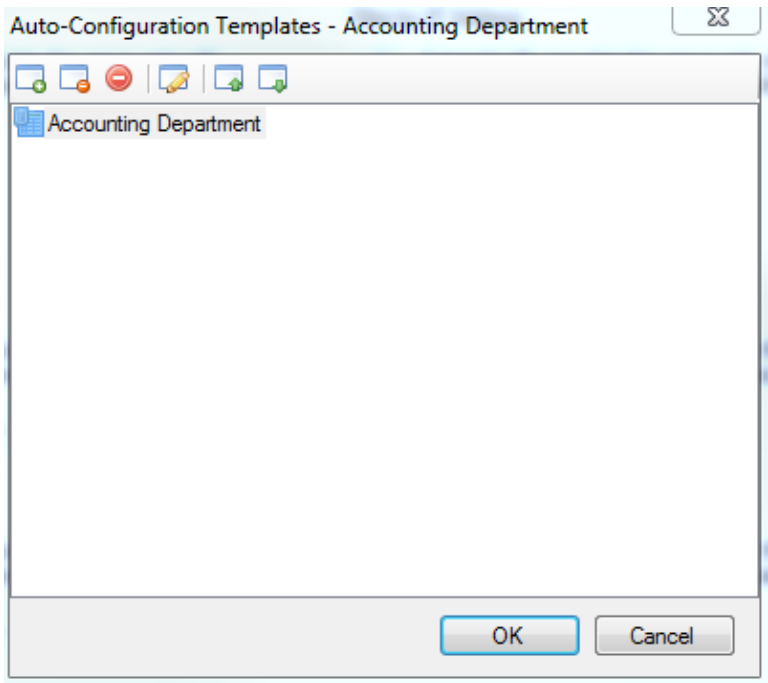 Auto-Configuration Templates - Accounting Department
Accounting Department
OK
Cancel